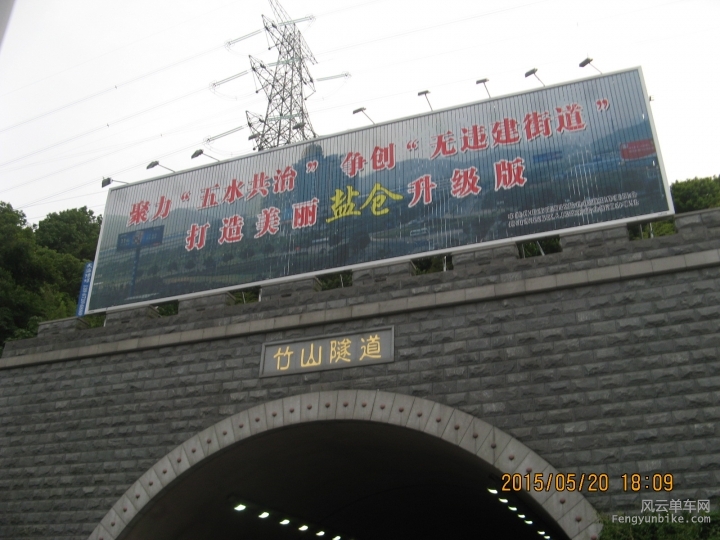 聚力“五水共治”争创“无违建街道”
打造美丽盐仓升级版
竹山隧道
2015/05/20 18:09
风云单车网
Fengyunbike.com